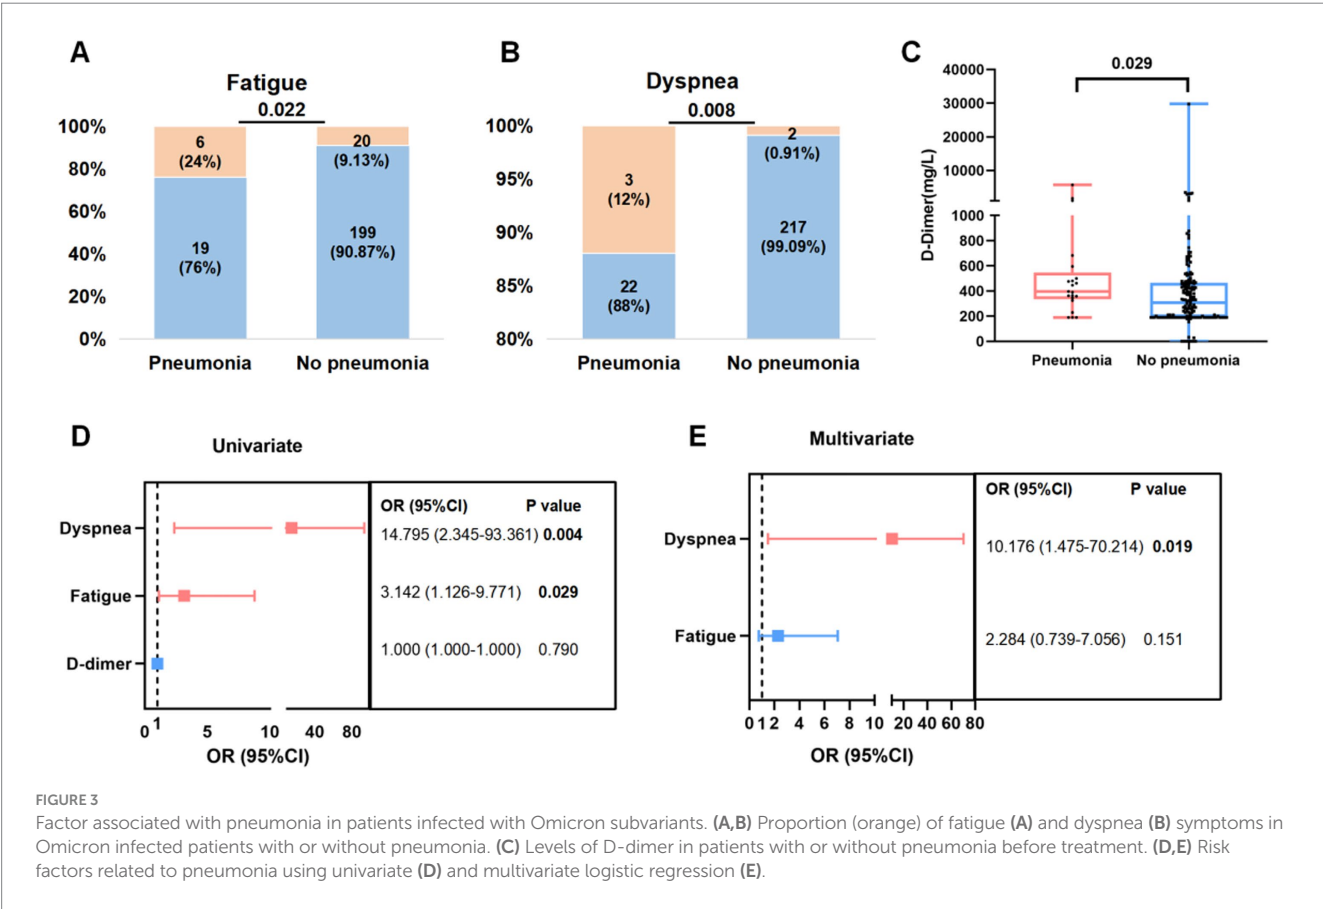 A
Fatigue
0.022
100%
80%
60%
40%
20%
0%
6
(24%)
19
(76%)
20
(9.13%)
199
(90.87%)
Pneumonia
No pneumonia
B
Dyspnea
0.008
100%
95%
90%
85%
80%
3
(12%)
22
(88%)
2
(0.91%)
217
(99.09%)
Pneumonia
No pneumonia
C
0.029
D-Dimer(mg/L)
40000
30000
20000
10000
1000
800
600
400
200
0
Pneumonia
No pneumonia
D
Univariate
OR (95%CI) P value
Dyspnea 14.795 (2.345-93.361) 0.004
Fatigue 3.142 (1.126-9.771) 0.029
D-dimer 1.000 (1.000-1.000) 0.790
0 1 5 10 40 80
OR (95%CI)
E
Multivariate
OR (95%CI) P value
Dyspnea 10.176 (1.475-70.214) 0.019
Fatigue 2.284 (0.739-7.056) 0.151
0 1 2 4 6 8 10 20 40 60 80
OR (95%CI)
FIGURE 3
Factor associated with pneumonia in patients infected with Omicron subvariants. (A,B) Proportion (orange) of fatigue (A) and dyspnea (B) symptoms in
Omicron infected patients with or without pneumonia. (C) Levels of D-dimer in patients with or without pneumonia before treatment. (D,E) Risk
factors related to pneumonia using univariate (D) and multivariate logistic regression (E).